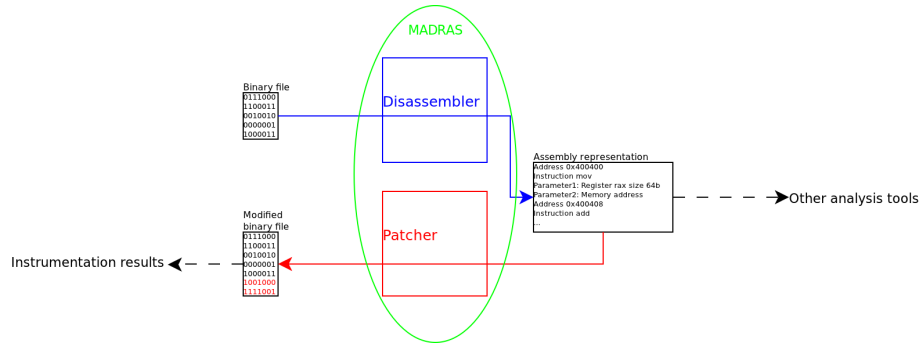 MADRAS
Binary file
0111000
1100011
0010010
0000001
1000011
Disassembler
Assembly representation
Address 0x400400
Instruction mov
Parameter1: Register rax size 64b
Parameter2: Memory address
Address 0x400408
Instruction add
...
Other analysis tools
Modified
binary file
0111000
1100011
0010010
0000001
1000011
1001000
1111001
Patcher
Instrumentation results